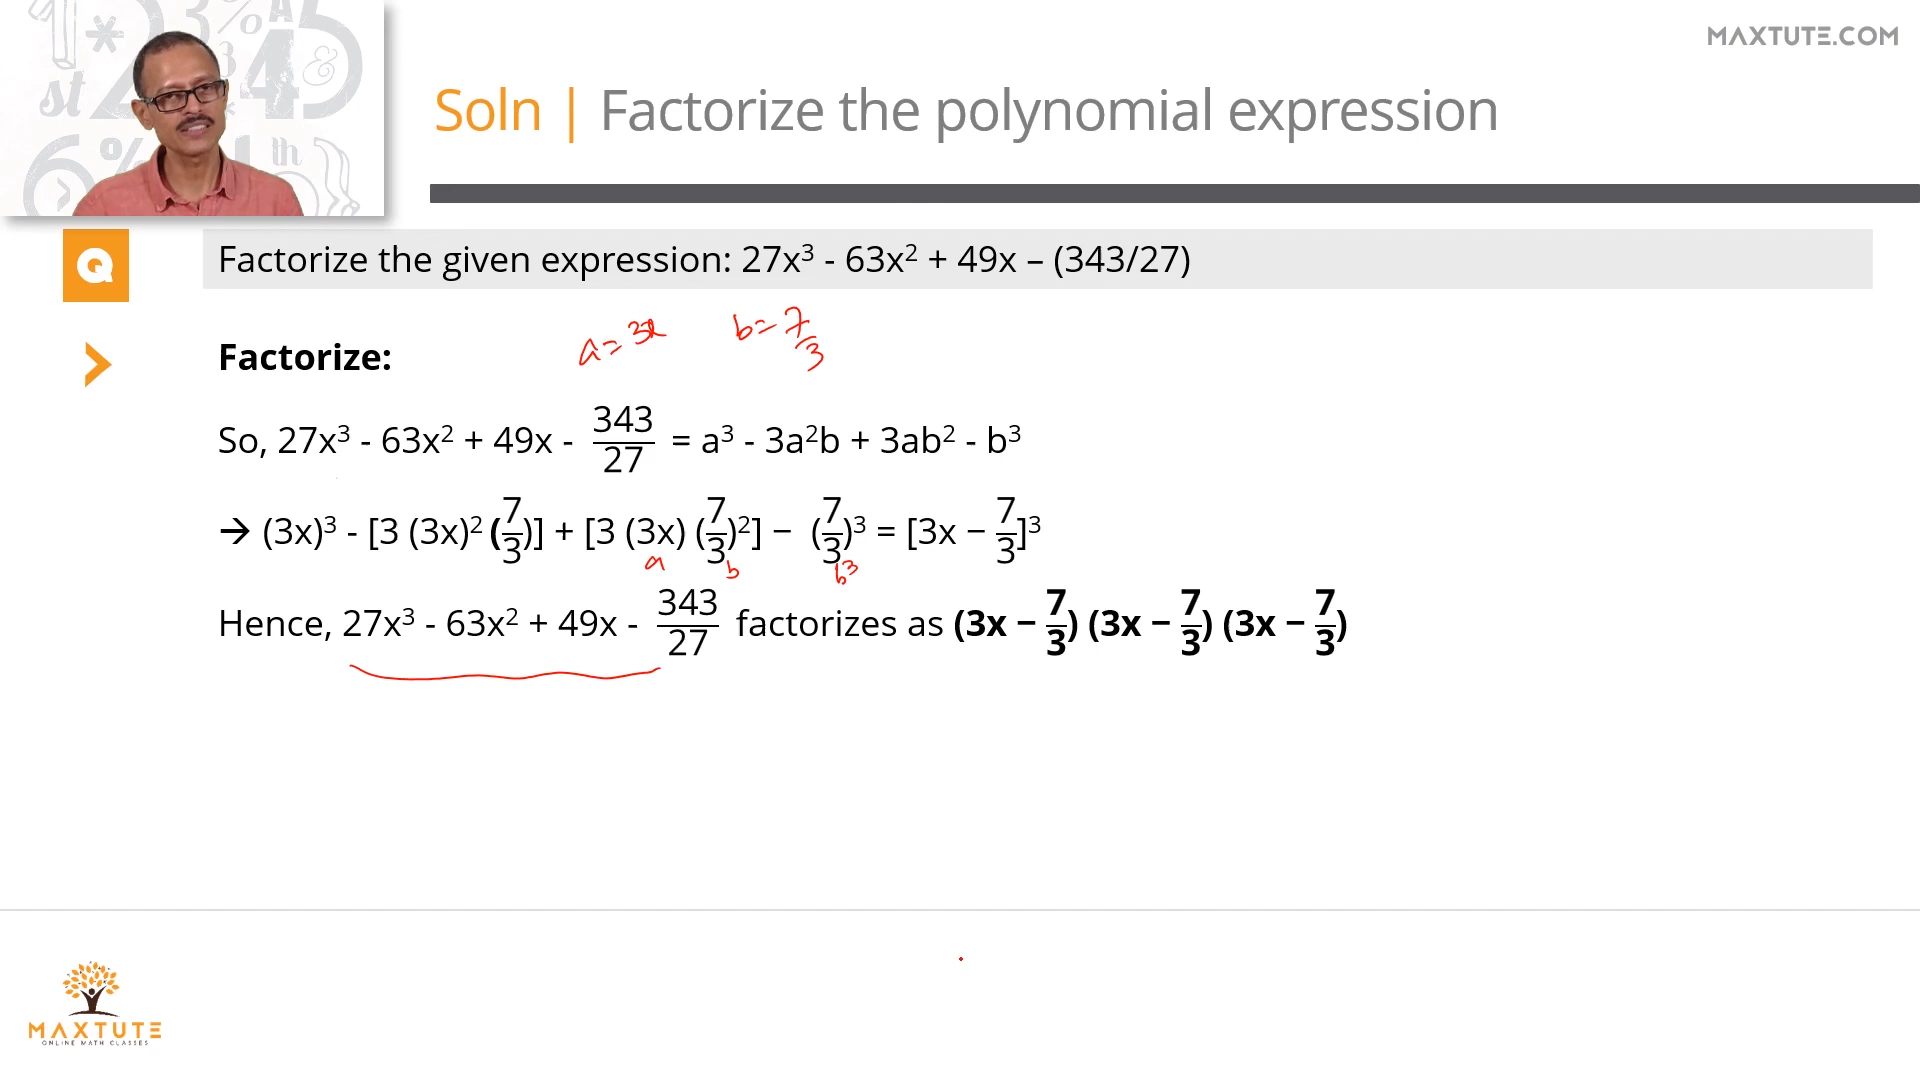 MAXTUTE.COM
Soln | Factorize the polynomial expression
Q
Factorize the given expression: 27x³ - 63x² + 49x – (343/27)
a = 3x
b = 7/3
Factorize:
So, 27x³ - 63x² + 49x - 343/27 = a³ - 3a²b + 3ab² - b³
→ (3x)³ - [3 (3x)² (7/3)] + [3 (3x) (7/3)²] − (7/3)³ = [3x − 7/3]³
a b b³
Hence, 27x³ - 63x² + 49x - 343/27 factorizes as (3x − 7/3) (3x − 7/3) (3x − 7/3)
MAXTUTE
ONLINE MATH CLASSES